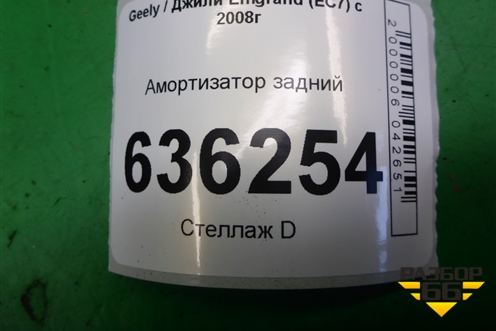 Geely / Джили Emgrand (EC7) с
2008г
Амортизатор задний
636254
Стеллаж D
2000006042651
РАЗБОР
66